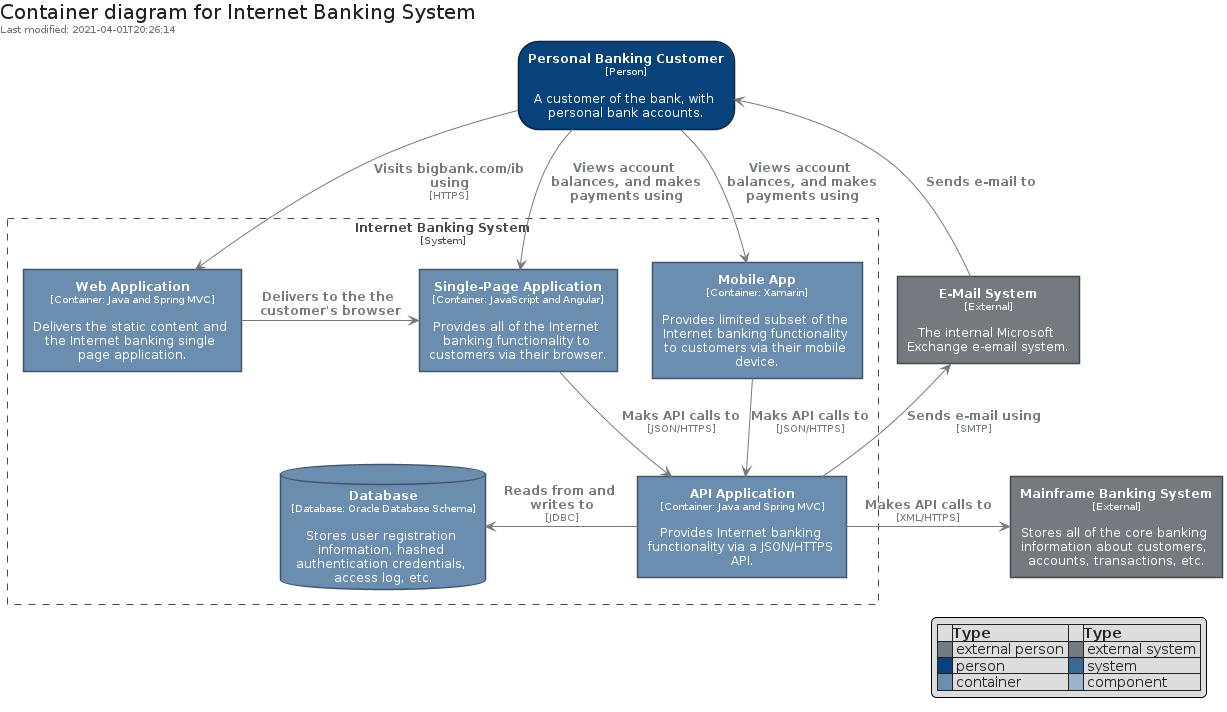 Container diagram for Internet Banking System
Last modified: 2021-04-01T20:26:14
Personal Banking Customer
[Person]
A customer of the bank, with
personal bank accounts.
Visits bigbank.com/ib
using
[HTTPS]
Views account
balances, and makes
payments using
Views account
balances, and makes
payments using
Sends e-mail to
Internet Banking System
[System]
Web Application
[Container: Java and Spring MVC]
Delivers the static content and
the Internet banking single
page application.
Delivers to the the
customer's browser
Single-Page Application
[Container: JavaScript and Angular]
Provides all of the Internet
banking functionality to
customers via their browser.
Mobile App
[Container: Xamarin]
Provides limited subset of the
Internet banking functionality
to customers via their mobile
device.
E-Mail System
[External]
The internal Microsoft
Exchange e-email system.
Maks API calls to
[JSON/HTTPS]
Maks API calls to
[JSON/HTTPS]
Sends e-mail using
[SMTP]
Database
[Database: Oracle Database Schema]
Stores user registration
information, hashed
authentication credentials,
access log, etc.
Reads from and
writes to
[JDBC]
API Application
[Container: Java and Spring MVC]
Provides Internet banking
functionality via a JSON/HTTPS
API.
Makes API calls to
[XML/HTTPS]
Mainframe Banking System
[External]
Stores all of the core banking
information about customers,
accounts, transactions, etc.
Type Type
external person external system
person system
container component